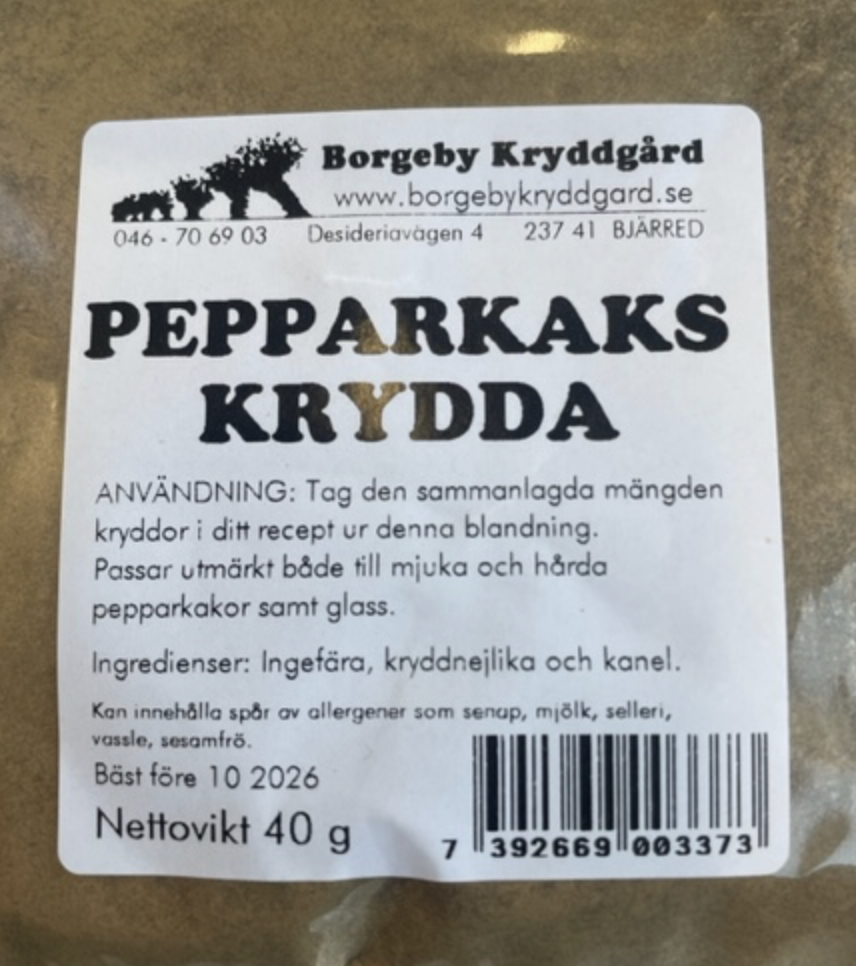 Borgeby Kryddgård
www.borgebykryddgard.se
046 - 70 69 03 Desideriavägen 4 237 41 BJÄRRED
PEPPARKAKS
KRYDDA
ANVÄNDNING: Tag den sammanlagda mängden
kryddor i ditt recept ur denna blandning.
Passar utmärkt både till mjuka och hårda
pepparkakor samt glass.
Ingredienser: Ingefära, kryddnejlika och kanel.
Kan innehålla spår av allergener som senap, mjölk, selleri,
vassle, sesamfrö.
Bäst före 10 2026
Nettovikt 40 g
7 392669 003373